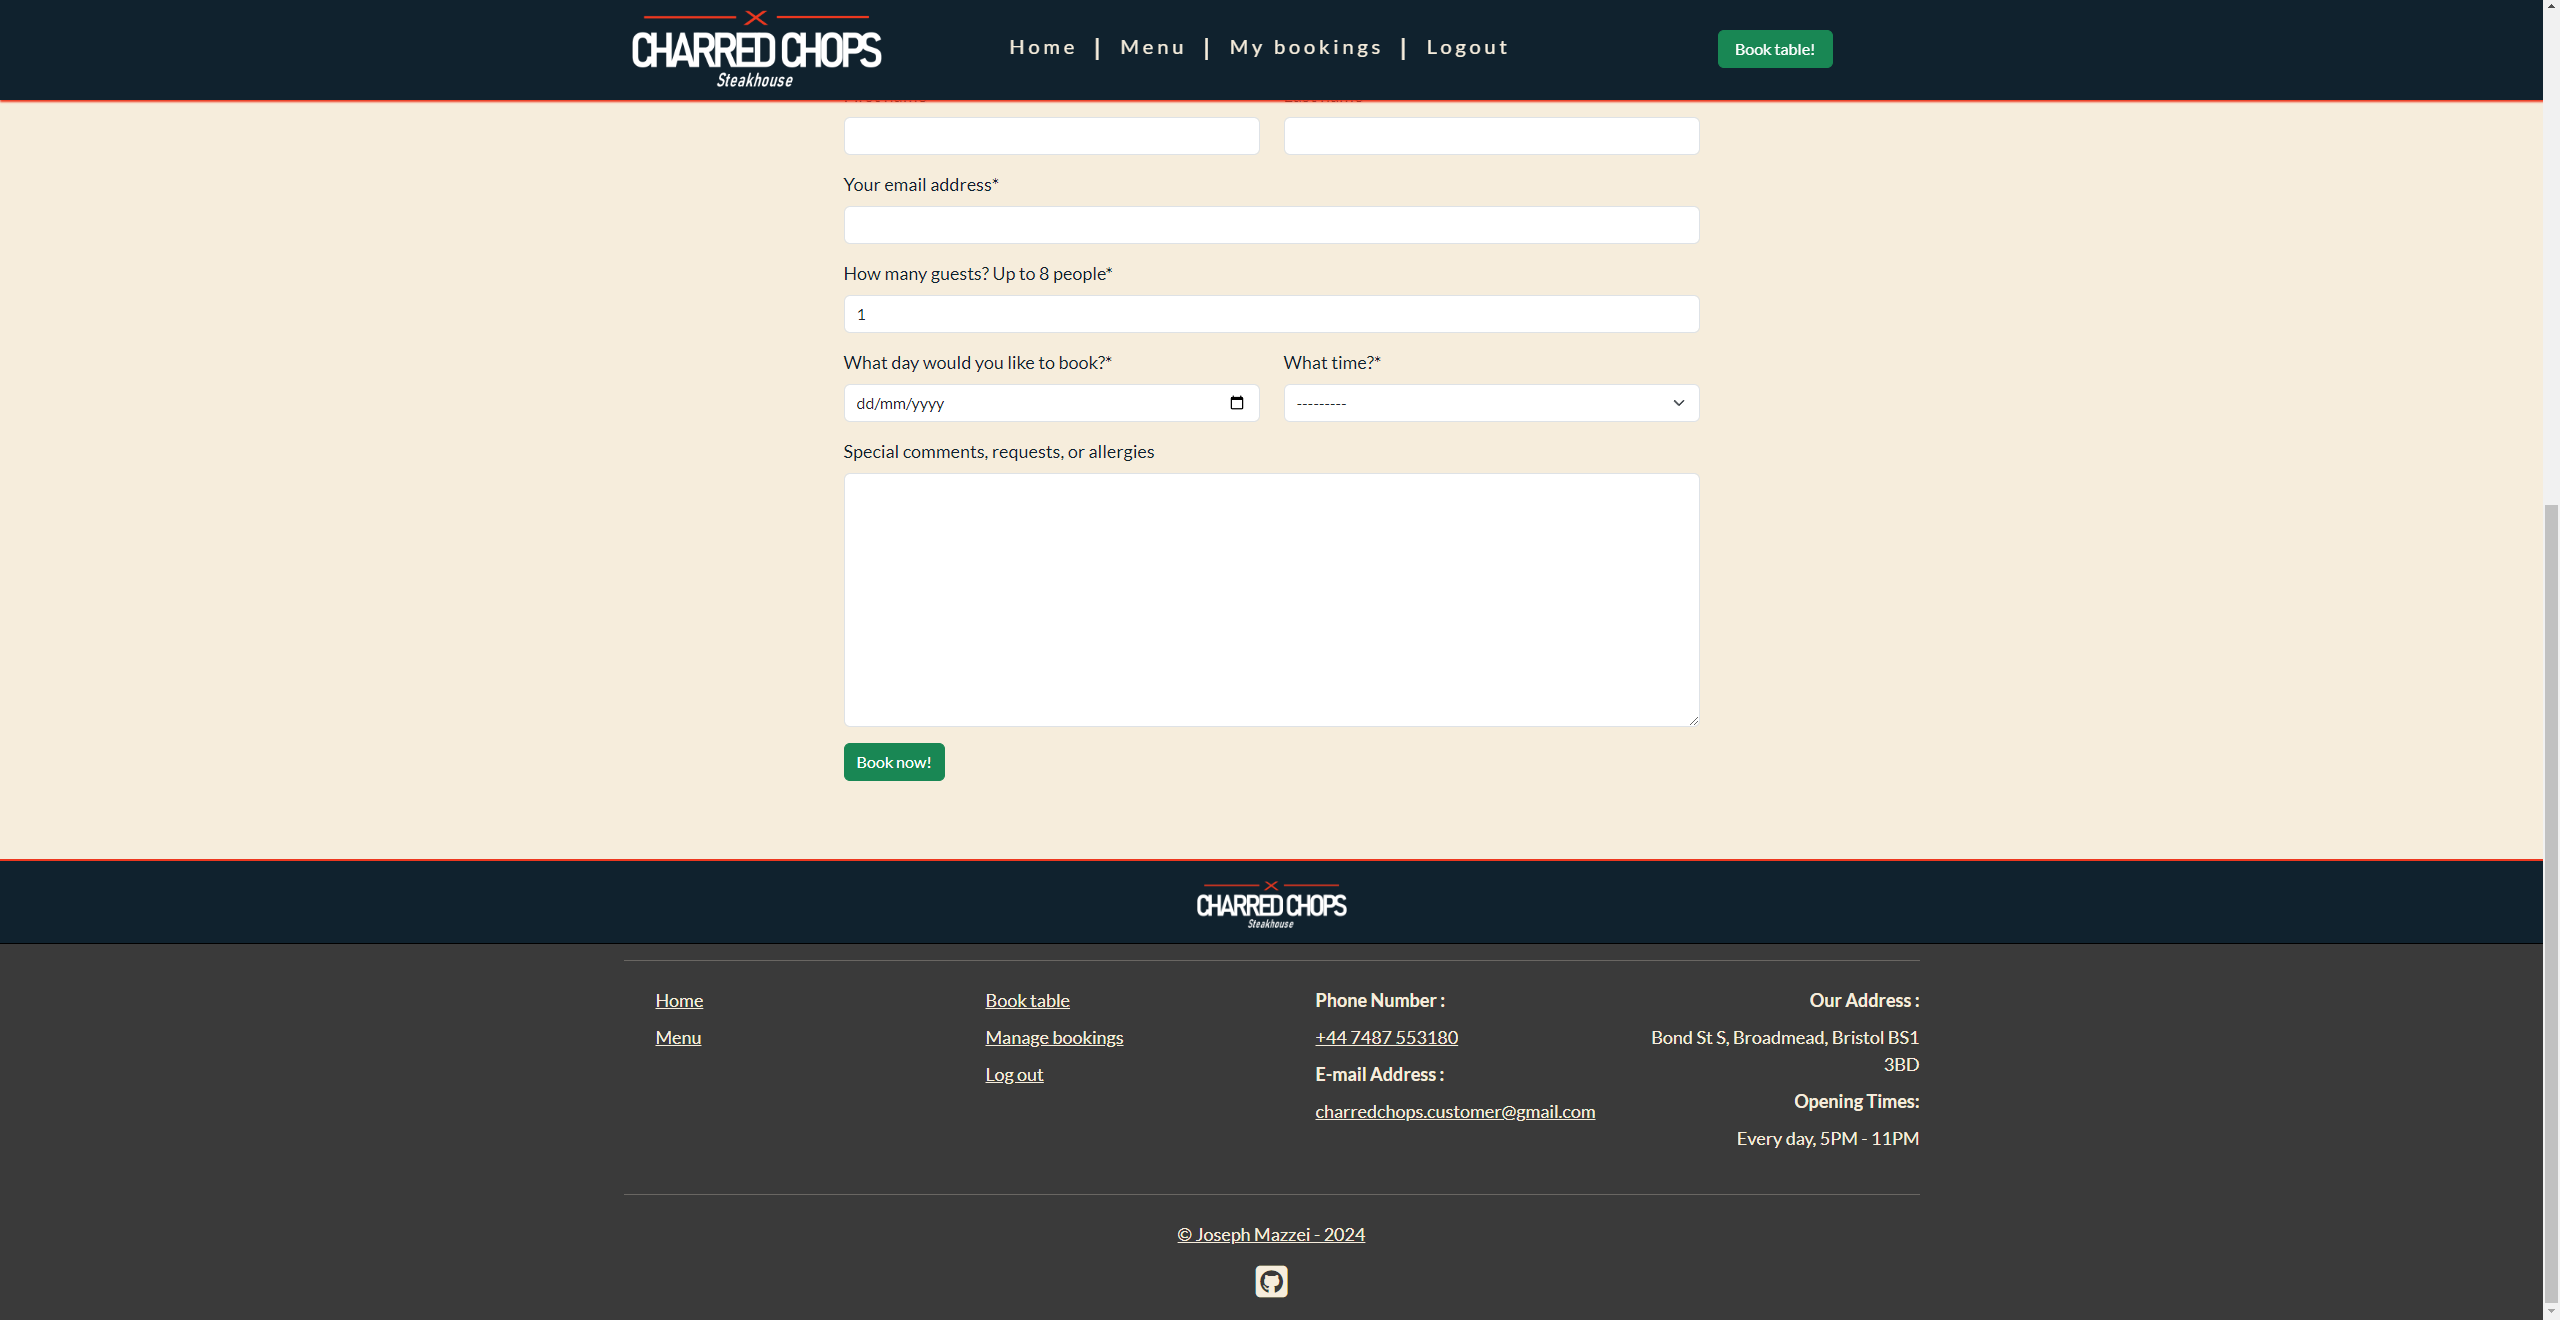 CHARRED CHOPS
Steakhouse
Home | Menu | My bookings | Logout
Book table!
Your email address*
How many guests? Up to 8 people*
1
What day would you like to book?*
What time?*
dd/mm/yyyy
---------
Special comments, requests, or allergies
Book now!
CHARRED CHOPS
Steakhouse
Home
Menu
Book table
Manage bookings
Log out
Phone Number :
+44 7487 553180
E-mail Address :
charredchops.customer@gmail.com
Our Address :
Bond St S, Broadmead, Bristol BS1
3BD
Opening Times:
Every day, 5PM - 11PM
© Joseph Mazzei - 2024